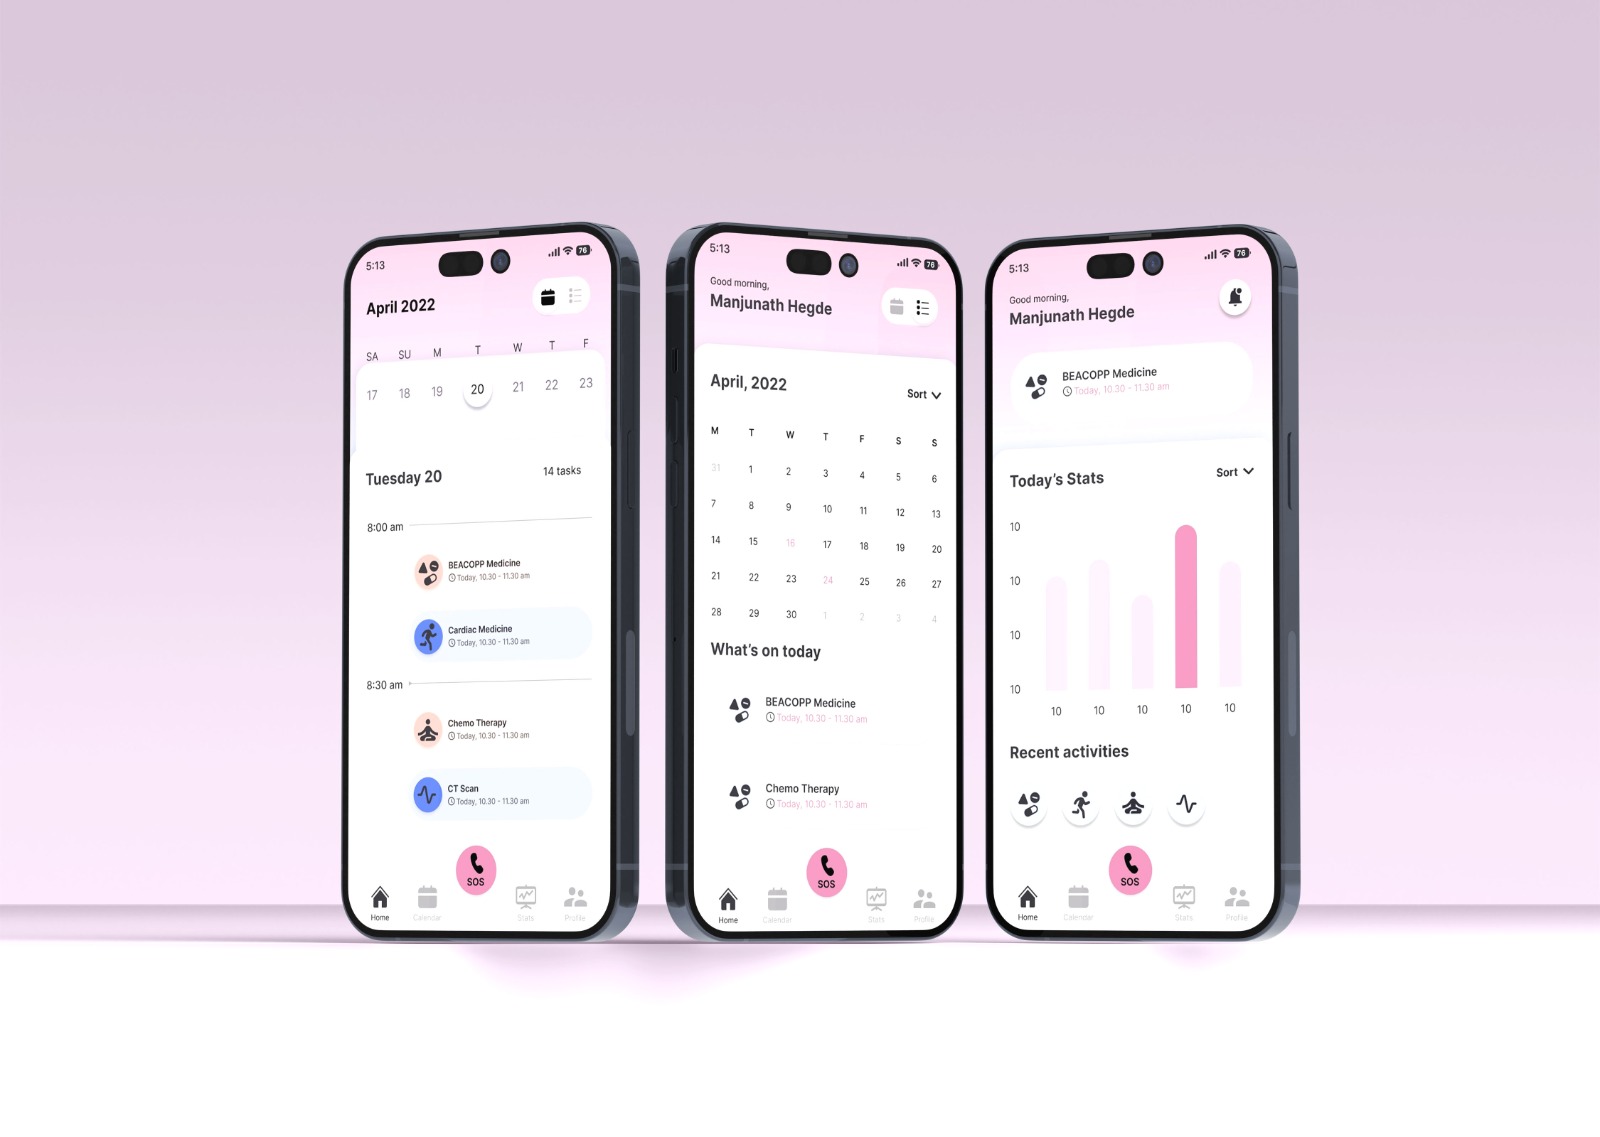 5:13
76
April 2022
SA SU M T W T F
17 18 19 20 21 22 23
Tuesday 20
14 tasks
8:00 am
BEACOPP Medicine
Today, 10.30 - 11.30 am
Cardiac Medicine
Today, 10.30 - 11.30 am
8:30 am
Chemo Therapy
Today, 10.30 - 11.30 am
CT Scan
Today, 10.30 - 11.30 am
SOS
Home Calendar Stats Profile
5:13
76
Good morning,
Manjunath Hegde
April, 2022
Sort
M T W T F S S
31 1 2 3 4 5 6
7 8 9 10 11 12 13
14 15 16 17 18 19 20
21 22 23 24 25 26 27
28 29 30 1 2 3 4
What's on today
BEACOPP Medicine
Today, 10.30 - 11.30 am
Chemo Therapy
Today, 10.30 - 11.30 am
SOS
Home Calendar Stats Profile
5:13
76
Good morning,
Manjunath Hegde
BEACOPP Medicine
Today, 10.30 - 11.30 am
Today's Stats
Sort
10
10
10
10
10 10 10 10 10
Recent activities
SOS
Home Calendar Stats Profile